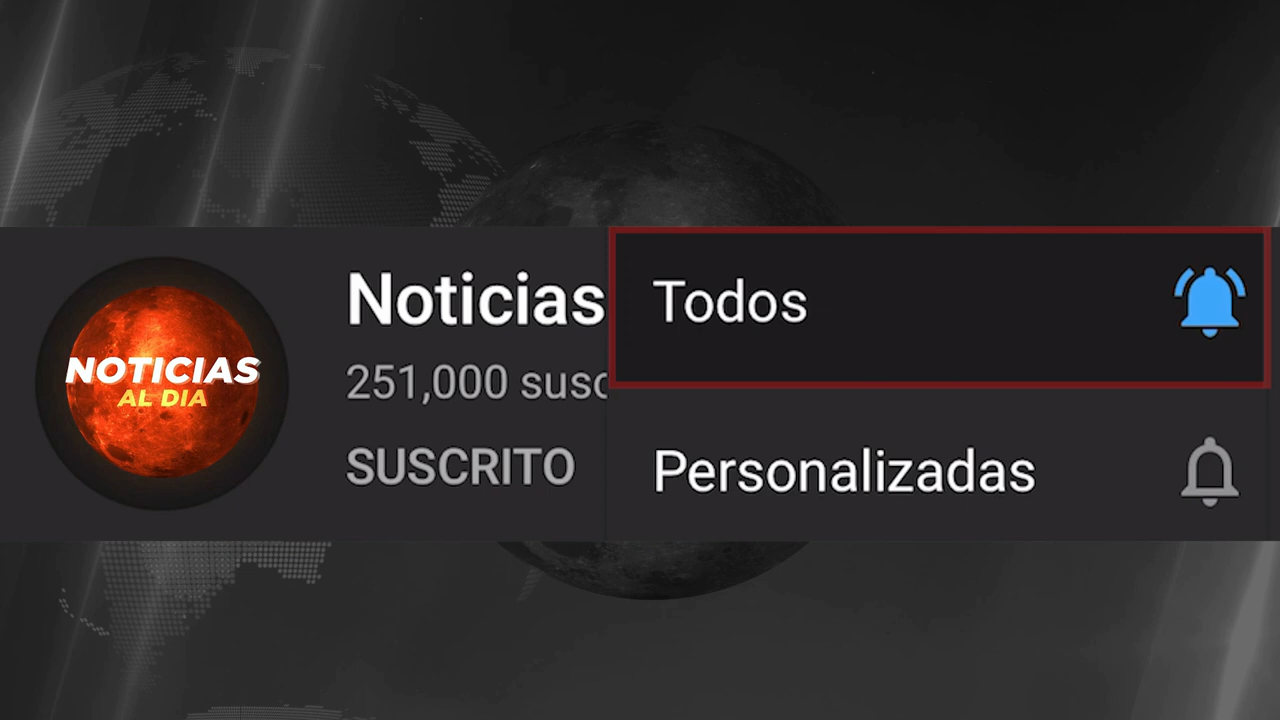 NOTICIAS
AL DIA
Noticias
251,000 susc
SUSCRITO
Todos
Personalizadas